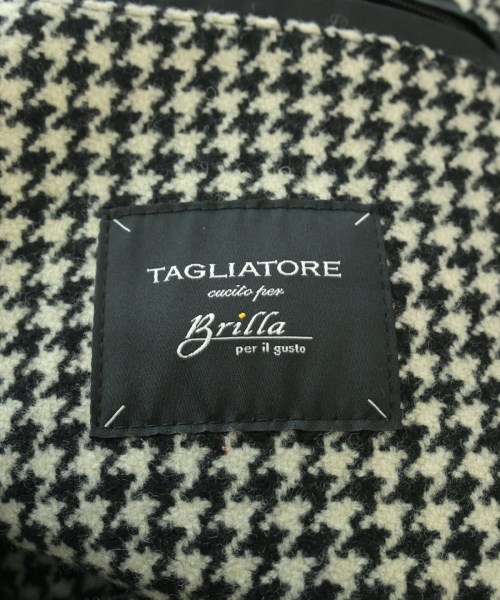 TAGLIATORE
cucito per
Brilla
per il gusto